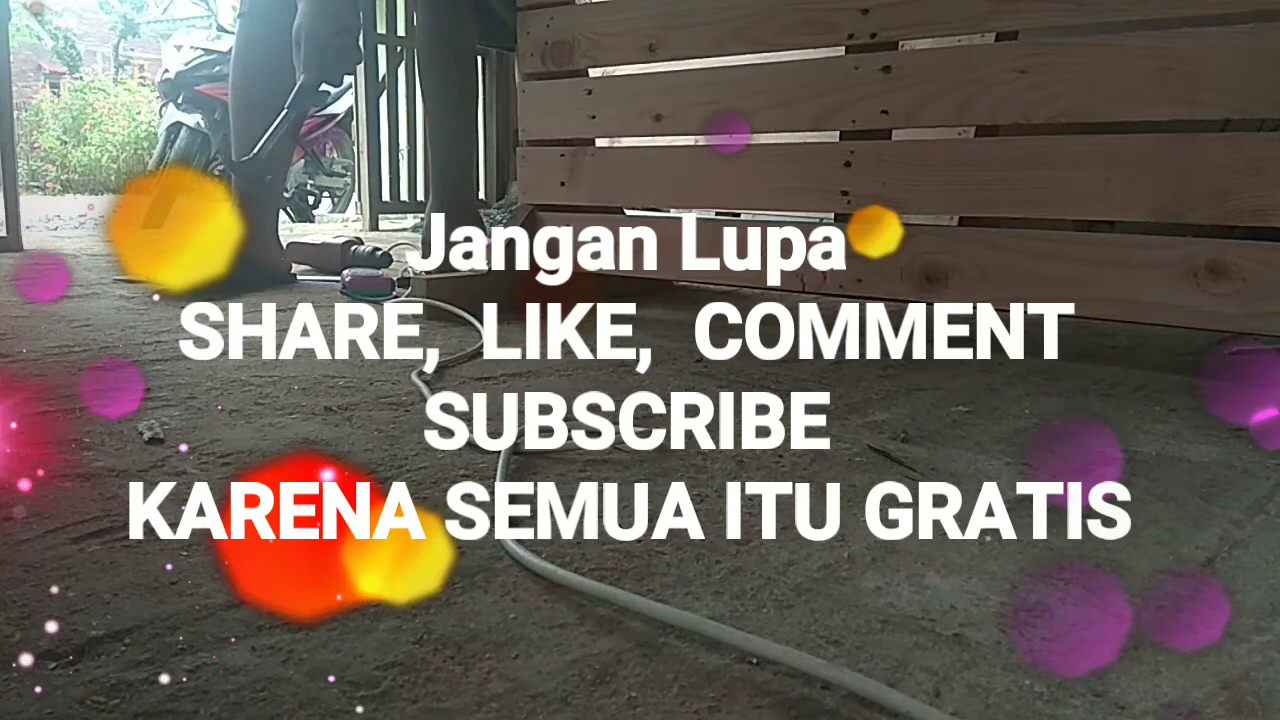 Jangan Lupa
SHARE, LIKE, COMMENT
SUBSCRIBE
KARENA SEMUA ITU GRATIS